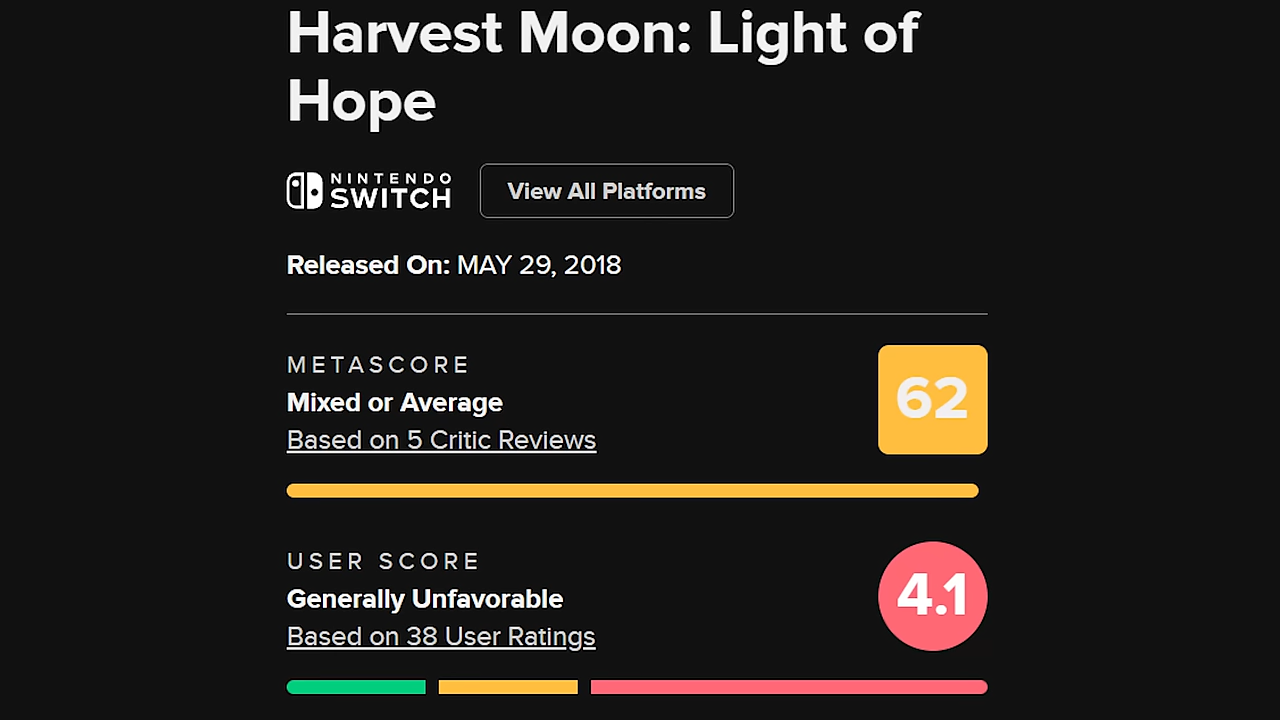 Harvest Moon: Light of
Hope
NINTENDO
SWITCH
View All Platforms
Released On: MAY 29, 2018
METASCORE
Mixed or Average
Based on 5 Critic Reviews
62
USER SCORE
Generally Unfavorable
Based on 38 User Ratings
4.1